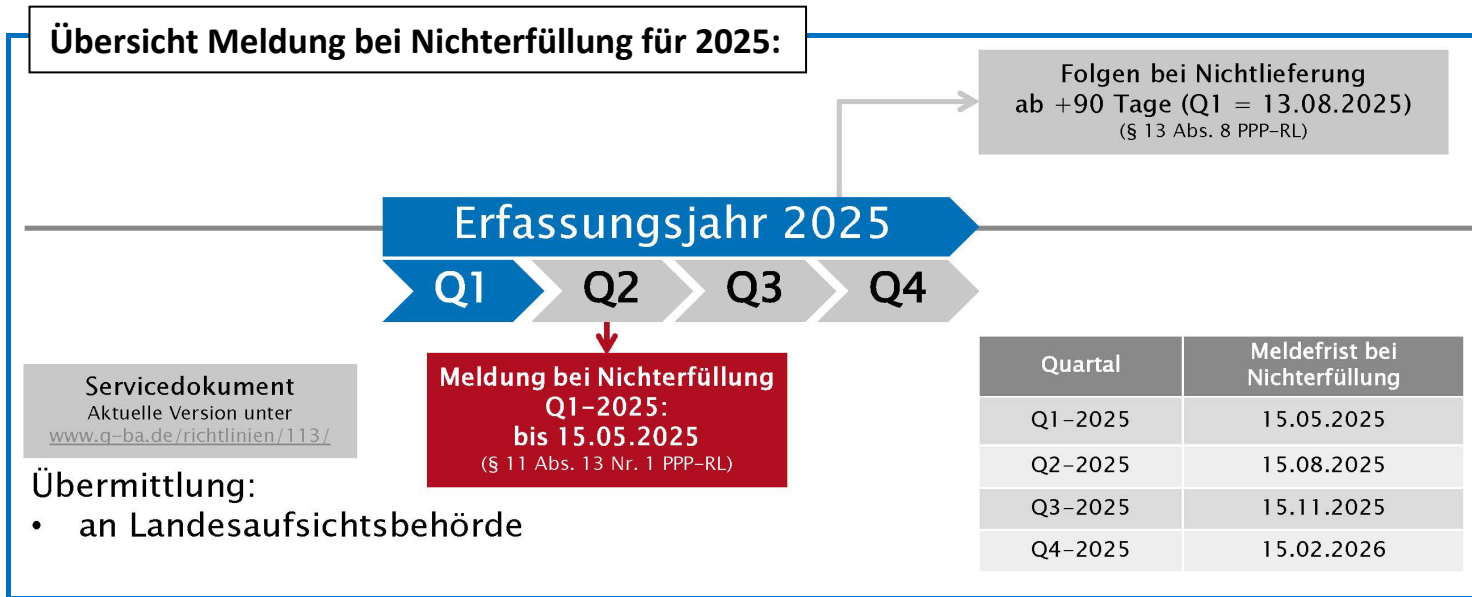 Übersicht Meldung bei Nichterfüllung für 2025:
Folgen bei Nichtlieferung
ab +90 Tage (Q1 = 13.08.2025)
(§ 13 Abs. 8 PPP-RL)
Erfassungsjahr 2025
Q1 Q2 Q3 Q4
Servicedokument
Aktuelle Version unter
www.g-ba.de/richtlinien/113/
Übermittlung:
• an Landesaufsichtsbehörde
Meldung bei Nichterfüllung
Q1-2025:
bis 15.05.2025
(§ 11 Abs. 13 Nr. 1 PPP-RL)
Quartal Meldefrist bei
Nichterfüllung
Q1-2025 15.05.2025
Q2-2025 15.08.2025
Q3-2025 15.11.2025
Q4-2025 15.02.2026